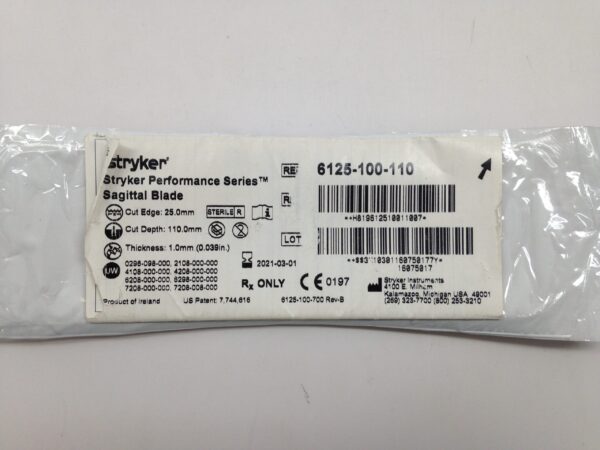 stryker®
Stryker Performance Series™
Sagittal Blade
Cut Edge: 25.0mm
STERILE R
Cut Depth: 110.0mm
Thickness: 1.0mm (0.039in.)
UW
0296-098-000, 2108-000-000
4108-000-000, 4208-000-000
6208-000-000, 6298-000-000
7208-000-000, 7208-008-000
Product of Ireland
US Patent: 7,744,616
2021-03-01
Rx ONLY
CE 0197
6125-100-700 Rev-B
RE
6125-100-110
R
**H819612510011007*
LOT
16075017
Stryker Instruments
4100 E. Milham
Kalamazoo, Michigan USA 49001
(269) 323-7700 (800) 253-3210